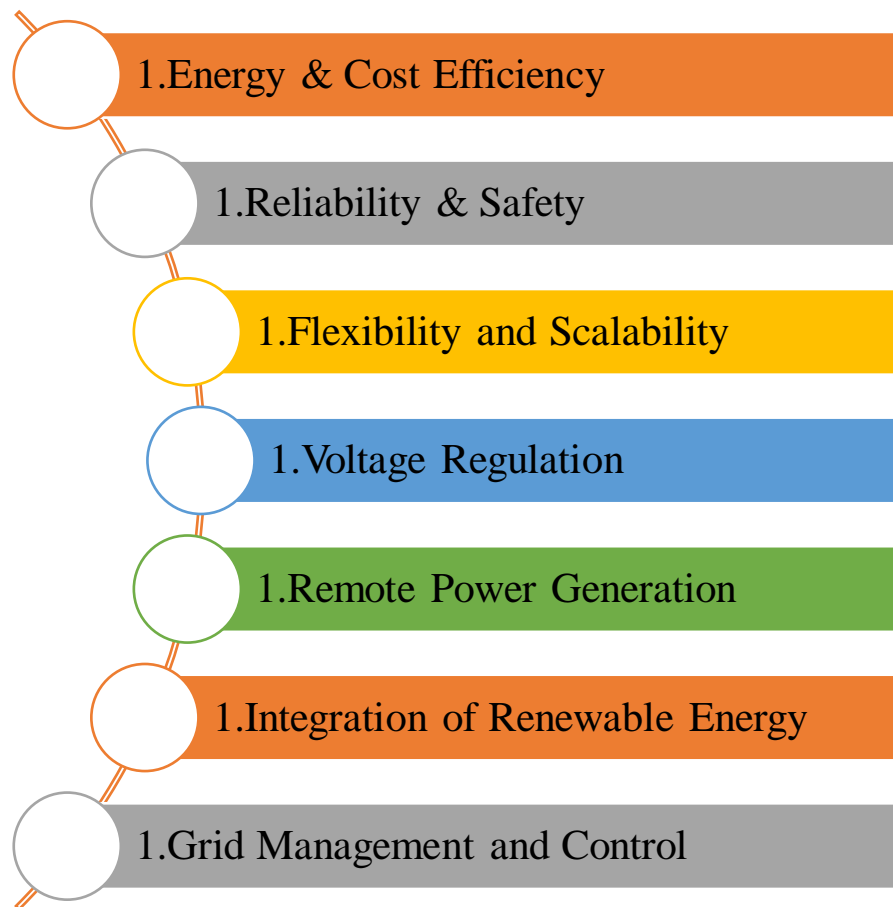 1.Energy & Cost Efficiency
1.Reliability & Safety
1.Flexibility and Scalability
1.Voltage Regulation
1.Remote Power Generation
1.Integration of Renewable Energy
1.Grid Management and Control